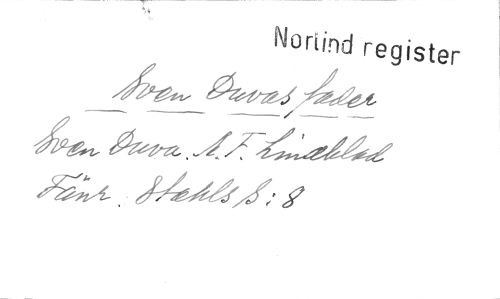 Norlind register
Sven Duvas fader
Sven Duva. A. F. Lindblad
Fänr. Stahls S: 8